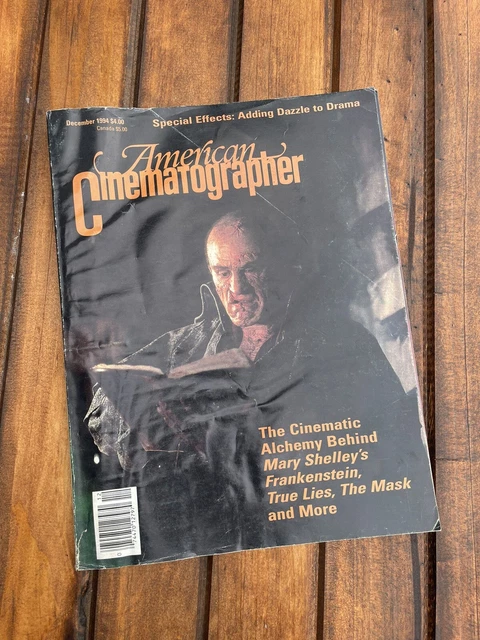 December 1994 $4.00
Canada $5.00
Special Effects: Adding Dazzle to Drama
American
Cinematographer
The Cinematic
Alchemy Behind
Mary Shelley's
Frankenstein,
True Lies, The Mask
and More
12